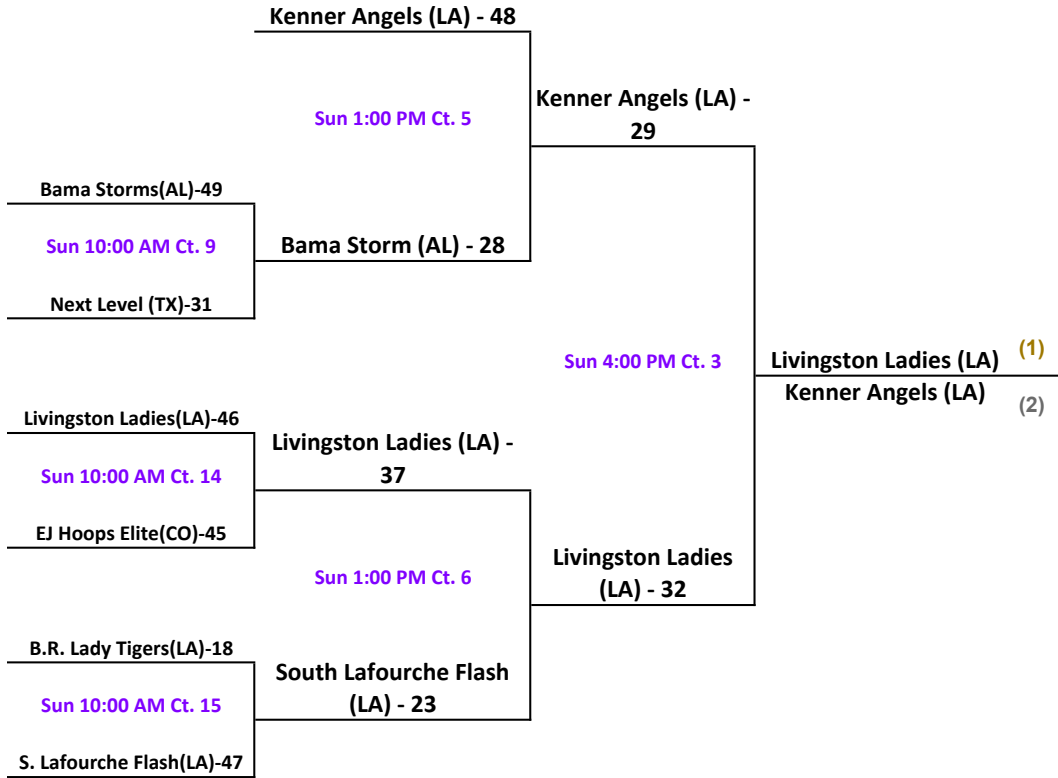 Kenner Angels (LA) - 48
Sun 1:00 PM Ct. 5
Kenner Angels (LA) -
29
Bama Storms(AL)-49
Sun 10:00 AM Ct. 9
Bama Storm (AL) - 28
Next Level (TX)-31
Sun 4:00 PM Ct. 3
Livingston Ladies (LA)
(1)
Kenner Angels (LA)
(2)
Livingston Ladies(LA)-46
Sun 10:00 AM Ct. 14
Livingston Ladies (LA) -
37
EJ Hoops Elite(CO)-45
Sun 1:00 PM Ct. 6
Livingston Ladies
(LA) - 32
B.R. Lady Tigers(LA)-18
Sun 10:00 AM Ct. 15
South Lafourche Flash
(LA) - 23
S. Lafourche Flash(LA)-47